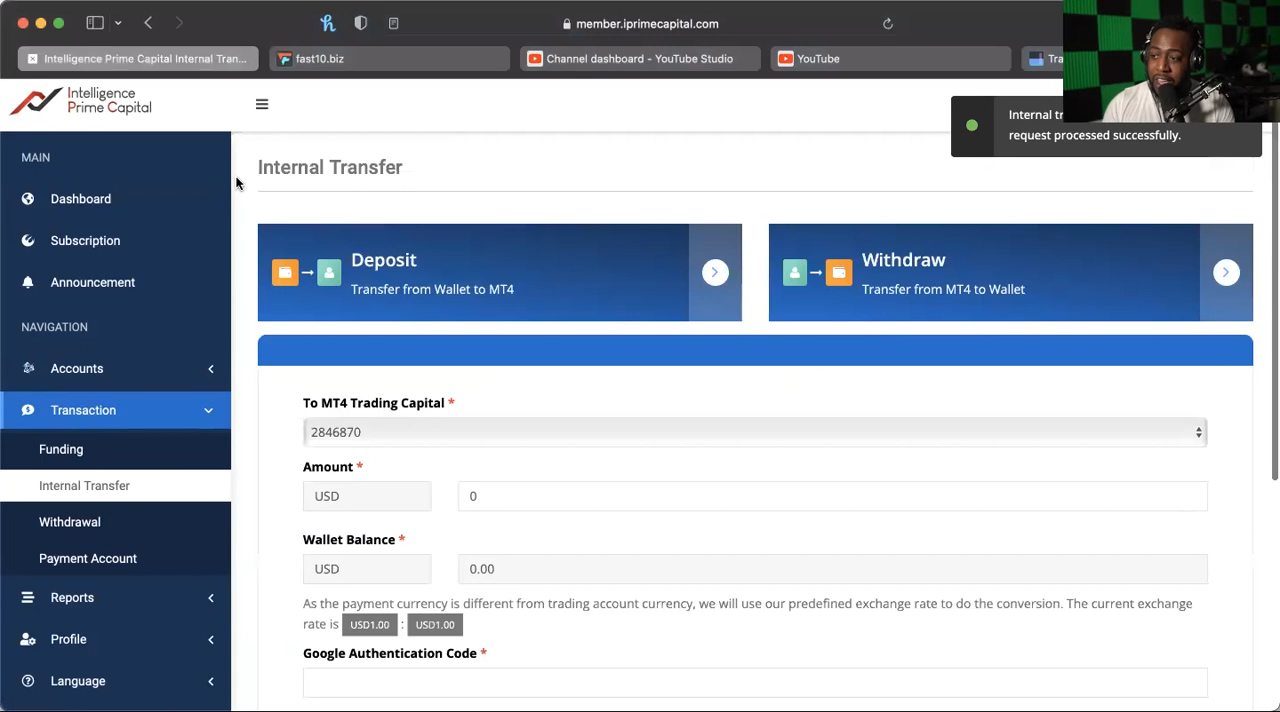 member.iprimecapital.com
Intelligence Prime Capital Internal Tran...
fast10.biz
Channel dashboard - YouTube Studio
YouTube
Intelligence
Prime Capital
Internal
request processed successfully.
MAIN
Dashboard
Subscription
Announcement
NAVIGATION
Accounts
Transaction
Funding
Internal Transfer
Withdrawal
Payment Account
Reports
Profile
Language
Internal Transfer
Deposit
Transfer from Wallet to MT4
Withdraw
Transfer from MT4 to Wallet
To MT4 Trading Capital *
2846870
Amount *
USD
0
Wallet Balance *
USD
0.00
As the payment currency is different from trading account currency, we will use our predefined exchange rate to do the conversion. The current exchange
rate is USD1.00 : USD1.00
Google Authentication Code *